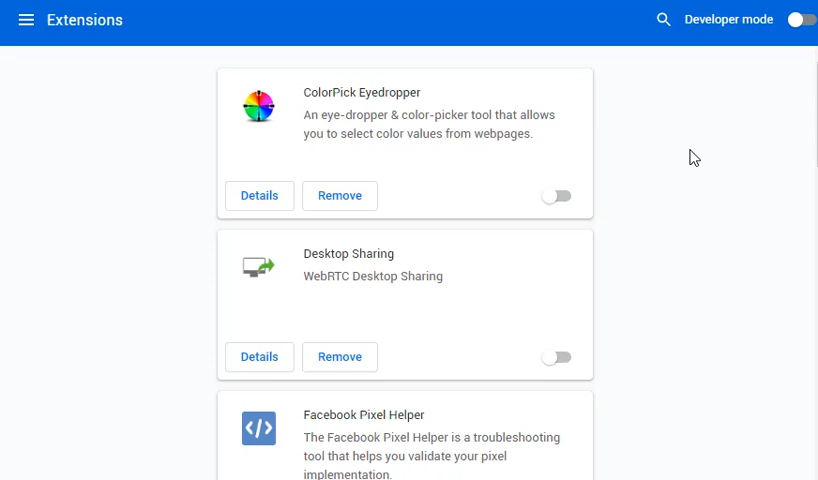 Extensions
Developer mode
ColorPick Eyedropper
An eye-dropper & color-picker tool that allows
you to select color values from webpages.
Details
Remove
Desktop Sharing
WebRTC Desktop Sharing
Details
Remove
</>
Facebook Pixel Helper
The Facebook Pixel Helper is a troubleshooting
tool that helps you validate your pixel
implementation.